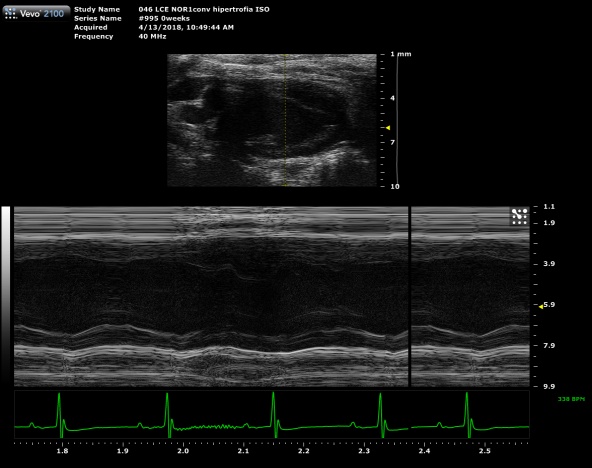 Vevo 2100
Study Name 046 LCE NOR1conv hipertrofia ISO
Series Name #995 0weeks
Acquired 4/13/2018, 10:49:44 AM
Frequency 40 MHz
1 mm
4
7
10
1.1
1.9
3.9
5.9
7.9
9.9
338 BPM
1.8 1.9 2.0 2.1 2.2 2.3 2.4 2.5